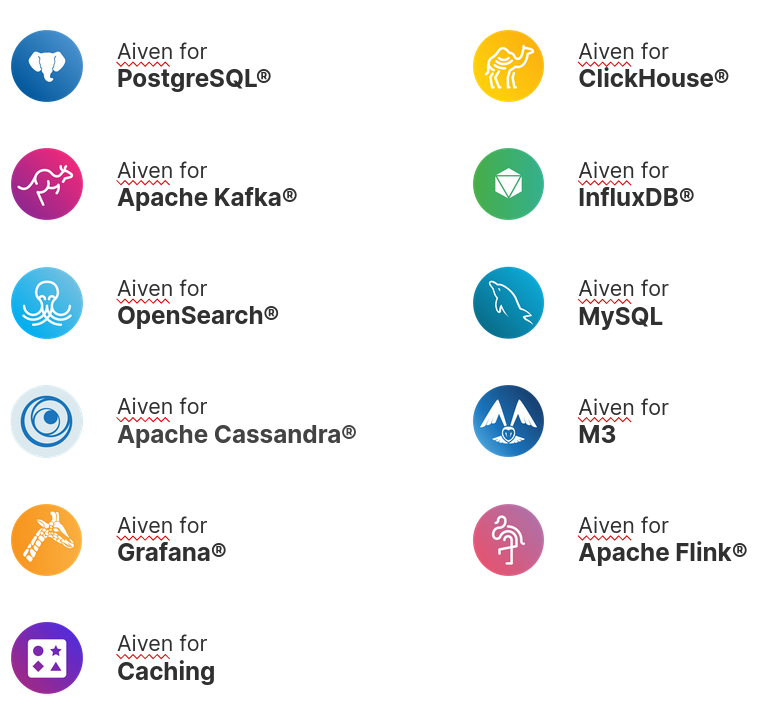 Aiven for
PostgreSQL®
Aiven for
ClickHouse®
Aiven for
Apache Kafka®
Aiven for
InfluxDB®
Aiven for
OpenSearch®
Aiven for
MySQL
Aiven for
Apache Cassandra®
Aiven for
M3
Aiven for
Grafana®
Aiven for
Apache Flink®
Aiven for
Caching